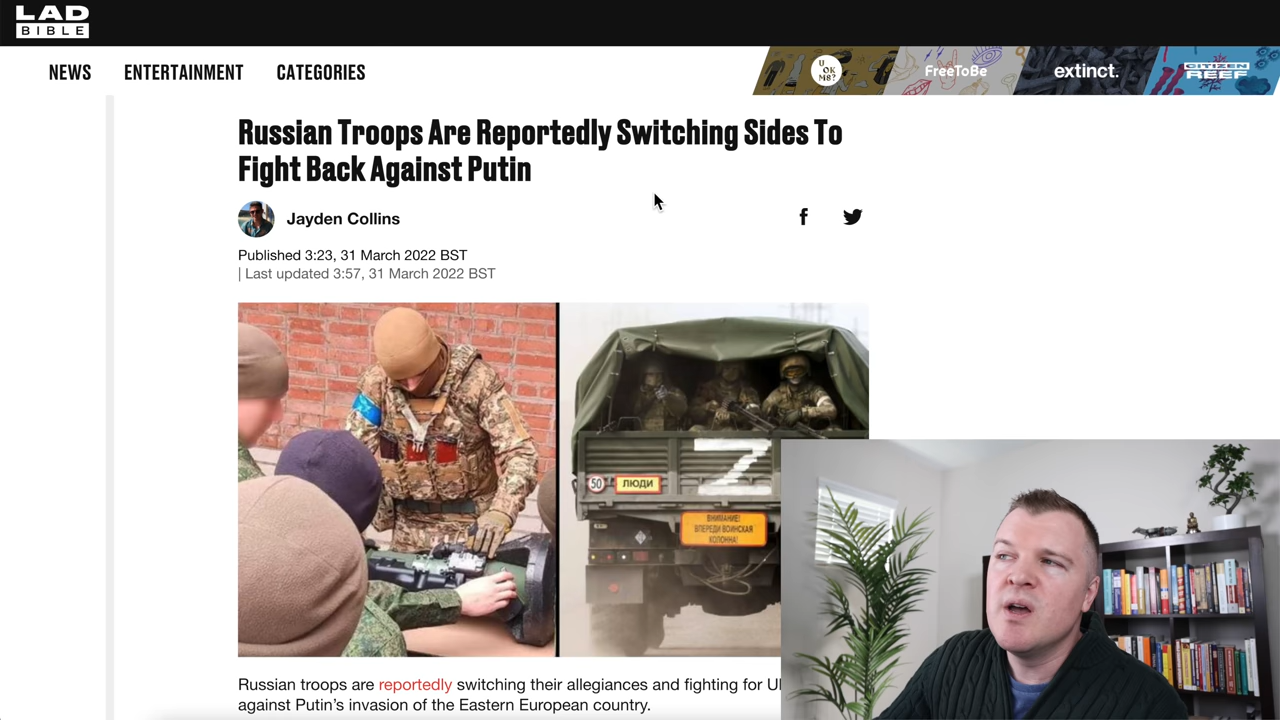 LAD
BIBLE
NEWS ENTERTAINMENT CATEGORIES
U OK M8?
FreeToBe
extinct.
CITIZEN
REEF
Russian Troops Are Reportedly Switching Sides To
Fight Back Against Putin
Jayden Collins
Published 3:23, 31 March 2022 BST
| Last updated 3:57, 31 March 2022 BST
Z
50
ЛЮДИ
ВНИМАНИЕ!
ВПЕРЕДИ ВОИНСКАЯ
КОЛОННА!
Russian troops are reportedly switching their allegiances and fighting for
against Putin’s invasion of the Eastern European country.